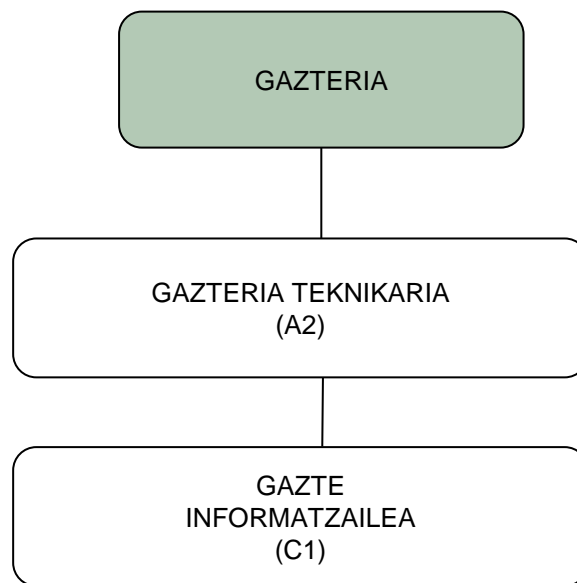 GAZTERIA
GAZTERIA TEKNIKARIA
(A2)
GAZTE
INFORMATZAILEA
(C1)